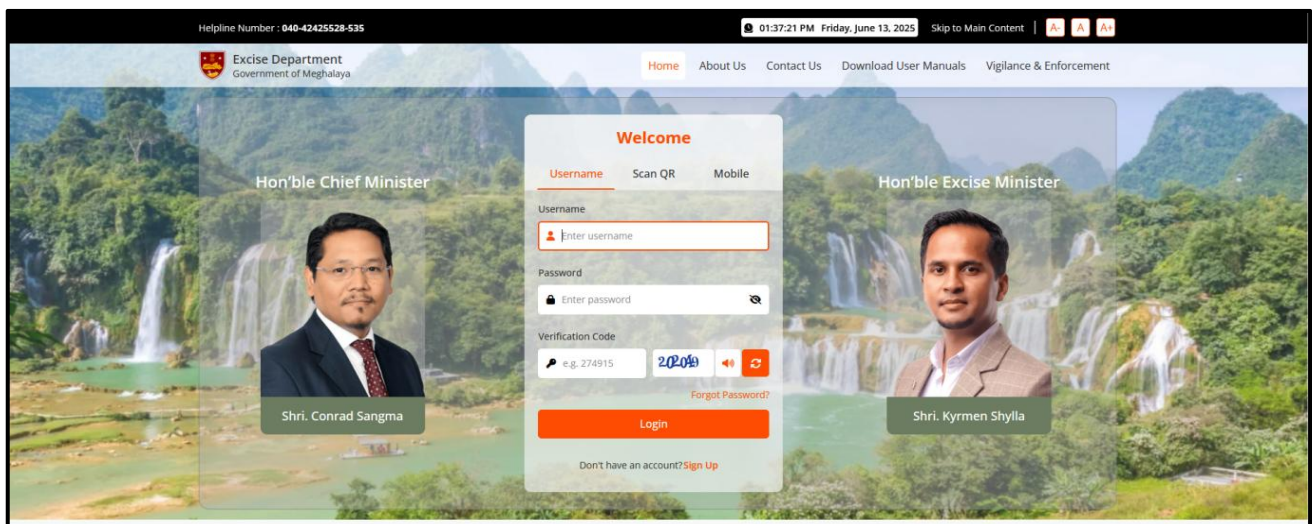 Helpline Number : 040-42425528-535
01:37:21 PM Friday, June 13, 2025
Skip to Main Content | A- A A+
Excise Department
Government of Meghalaya
Home About Us Contact Us Download User Manuals Vigilance & Enforcement
Hon'ble Chief Minister
Shri. Conrad Sangma
Welcome
Username Scan QR Mobile
Username
Enter username
Password
Enter password
Verification Code
e.g. 274915
202049
Forgot Password?
Login
Don't have an account? Sign Up
Hon'ble Excise Minister
Shri. Kyrmen Shylla